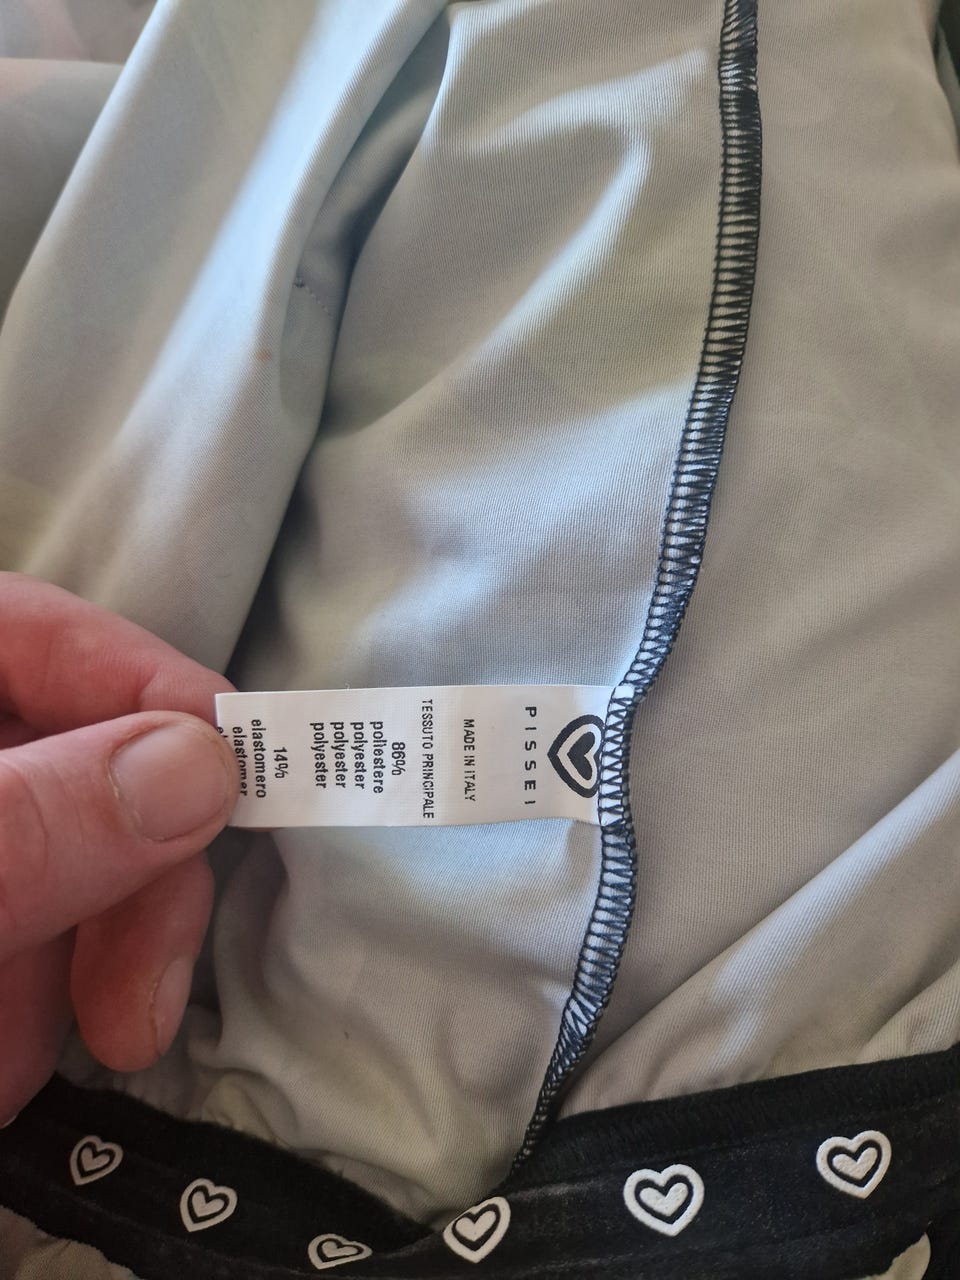 PISSEI
MADE IN ITALY
TESSUTO PRINCIPALE
86%
poliestere
polyester
polyester
polyester
14%
elastomero
elastomer